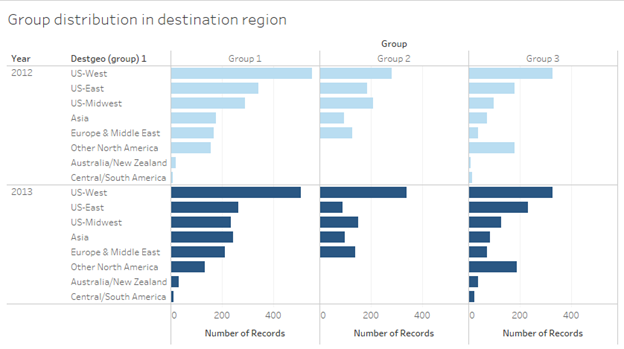 Group distribution in destination region
Group
Year Destgeo (group) 1 Group 1 Group 2 Group 3
2012 US-West
US-East
US-Midwest
Asia
Europe & Middle East
Other North America
Australia/New Zealand
Central/South America
2013 US-West
US-East
US-Midwest
Asia
Europe & Middle East
Other North America
Australia/New Zealand
Central/South America
0 200 400 0 200 400 0 200 400
Number of Records Number of Records Number of Records